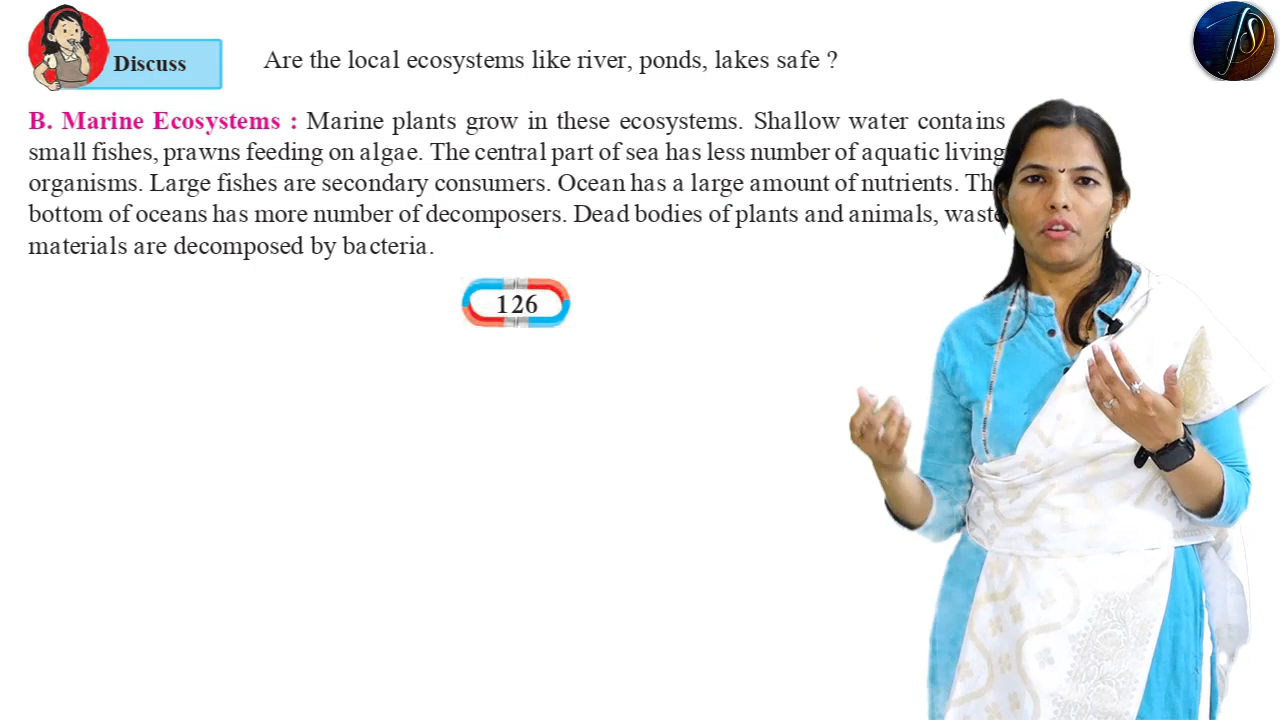 Discuss
Are the local ecosystems like river, ponds, lakes safe ?
B. Marine Ecosystems : Marine plants grow in these ecosystems. Shallow water contains
small fishes, prawns feeding on algae. The central part of sea has less number of aquatic living
organisms. Large fishes are secondary consumers. Ocean has a large amount of nutrients. Th
bottom of oceans has more number of decomposers. Dead bodies of plants and animals, waste
materials are decomposed by bacteria.
126